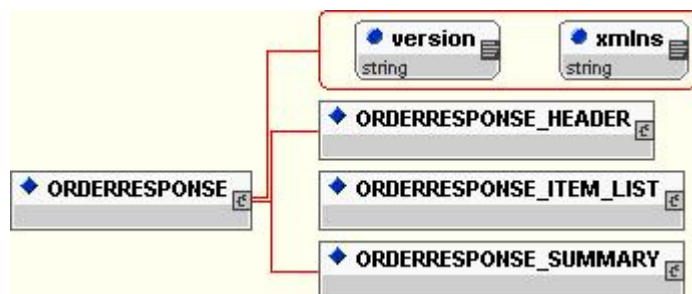 version
string
xmlns
string
ORDERRESPONSE_HEADER
ORDERRESPONSE
ORDERRESPONSE_ITEM_LIST
ORDERRESPONSE_SUMMARY